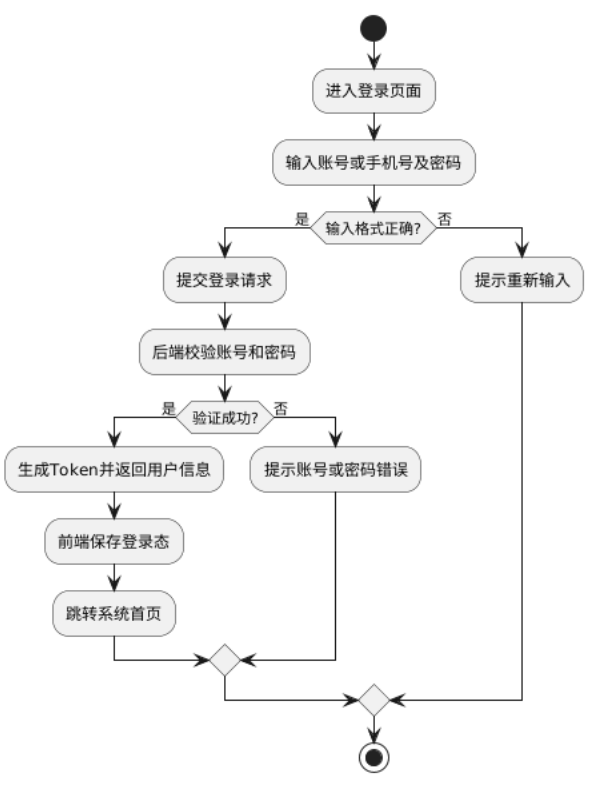 进入登录页面
输入账号或手机号及密码
是
输入格式正确?
否
提交登录请求
提示重新输入
后端校验账号和密码
是
验证成功?
否
生成Token并返回用户信息
提示账号或密码错误
前端保存登录态
跳转系统首页